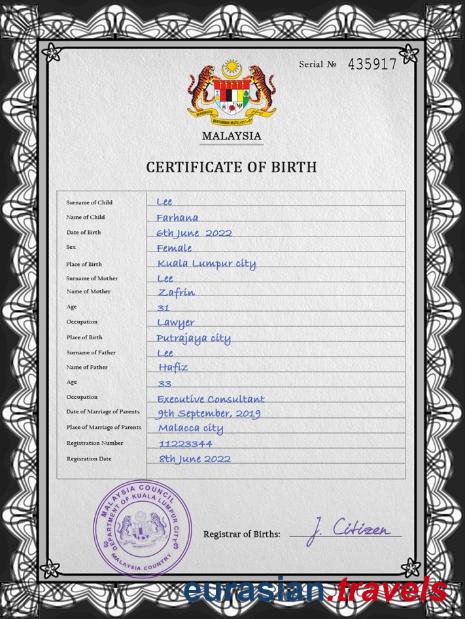 Serial № 435917
MALAYSIA
CERTIFICATE OF BIRTH
Surname of Child Lee
Name of Child Farhana
Date of Birth 6th June 2022
Sex Female
Place of Birth Kuala Lumpur city
Surname of Mother Lee
Name of Mother Zafrin
Age 31
Occupation Lawyer
Place of Birth Putrajaya city
Surname of Father Lee
Name of Father Hafiz
Age 33
Occupation Executive Consultant
Date of Marriage of Parents 9th September, 2019
Place of Marriage of Parents Malacca city
Registration Number 11223344
Registration Date 8th June 2022
MALAYSIA COUNCIL
DEPARTMENT OF KUALA LUMPUR CITY
MALAYSIA COUNTRY
Registrar of Births: J. Citizen
eurasian.travels